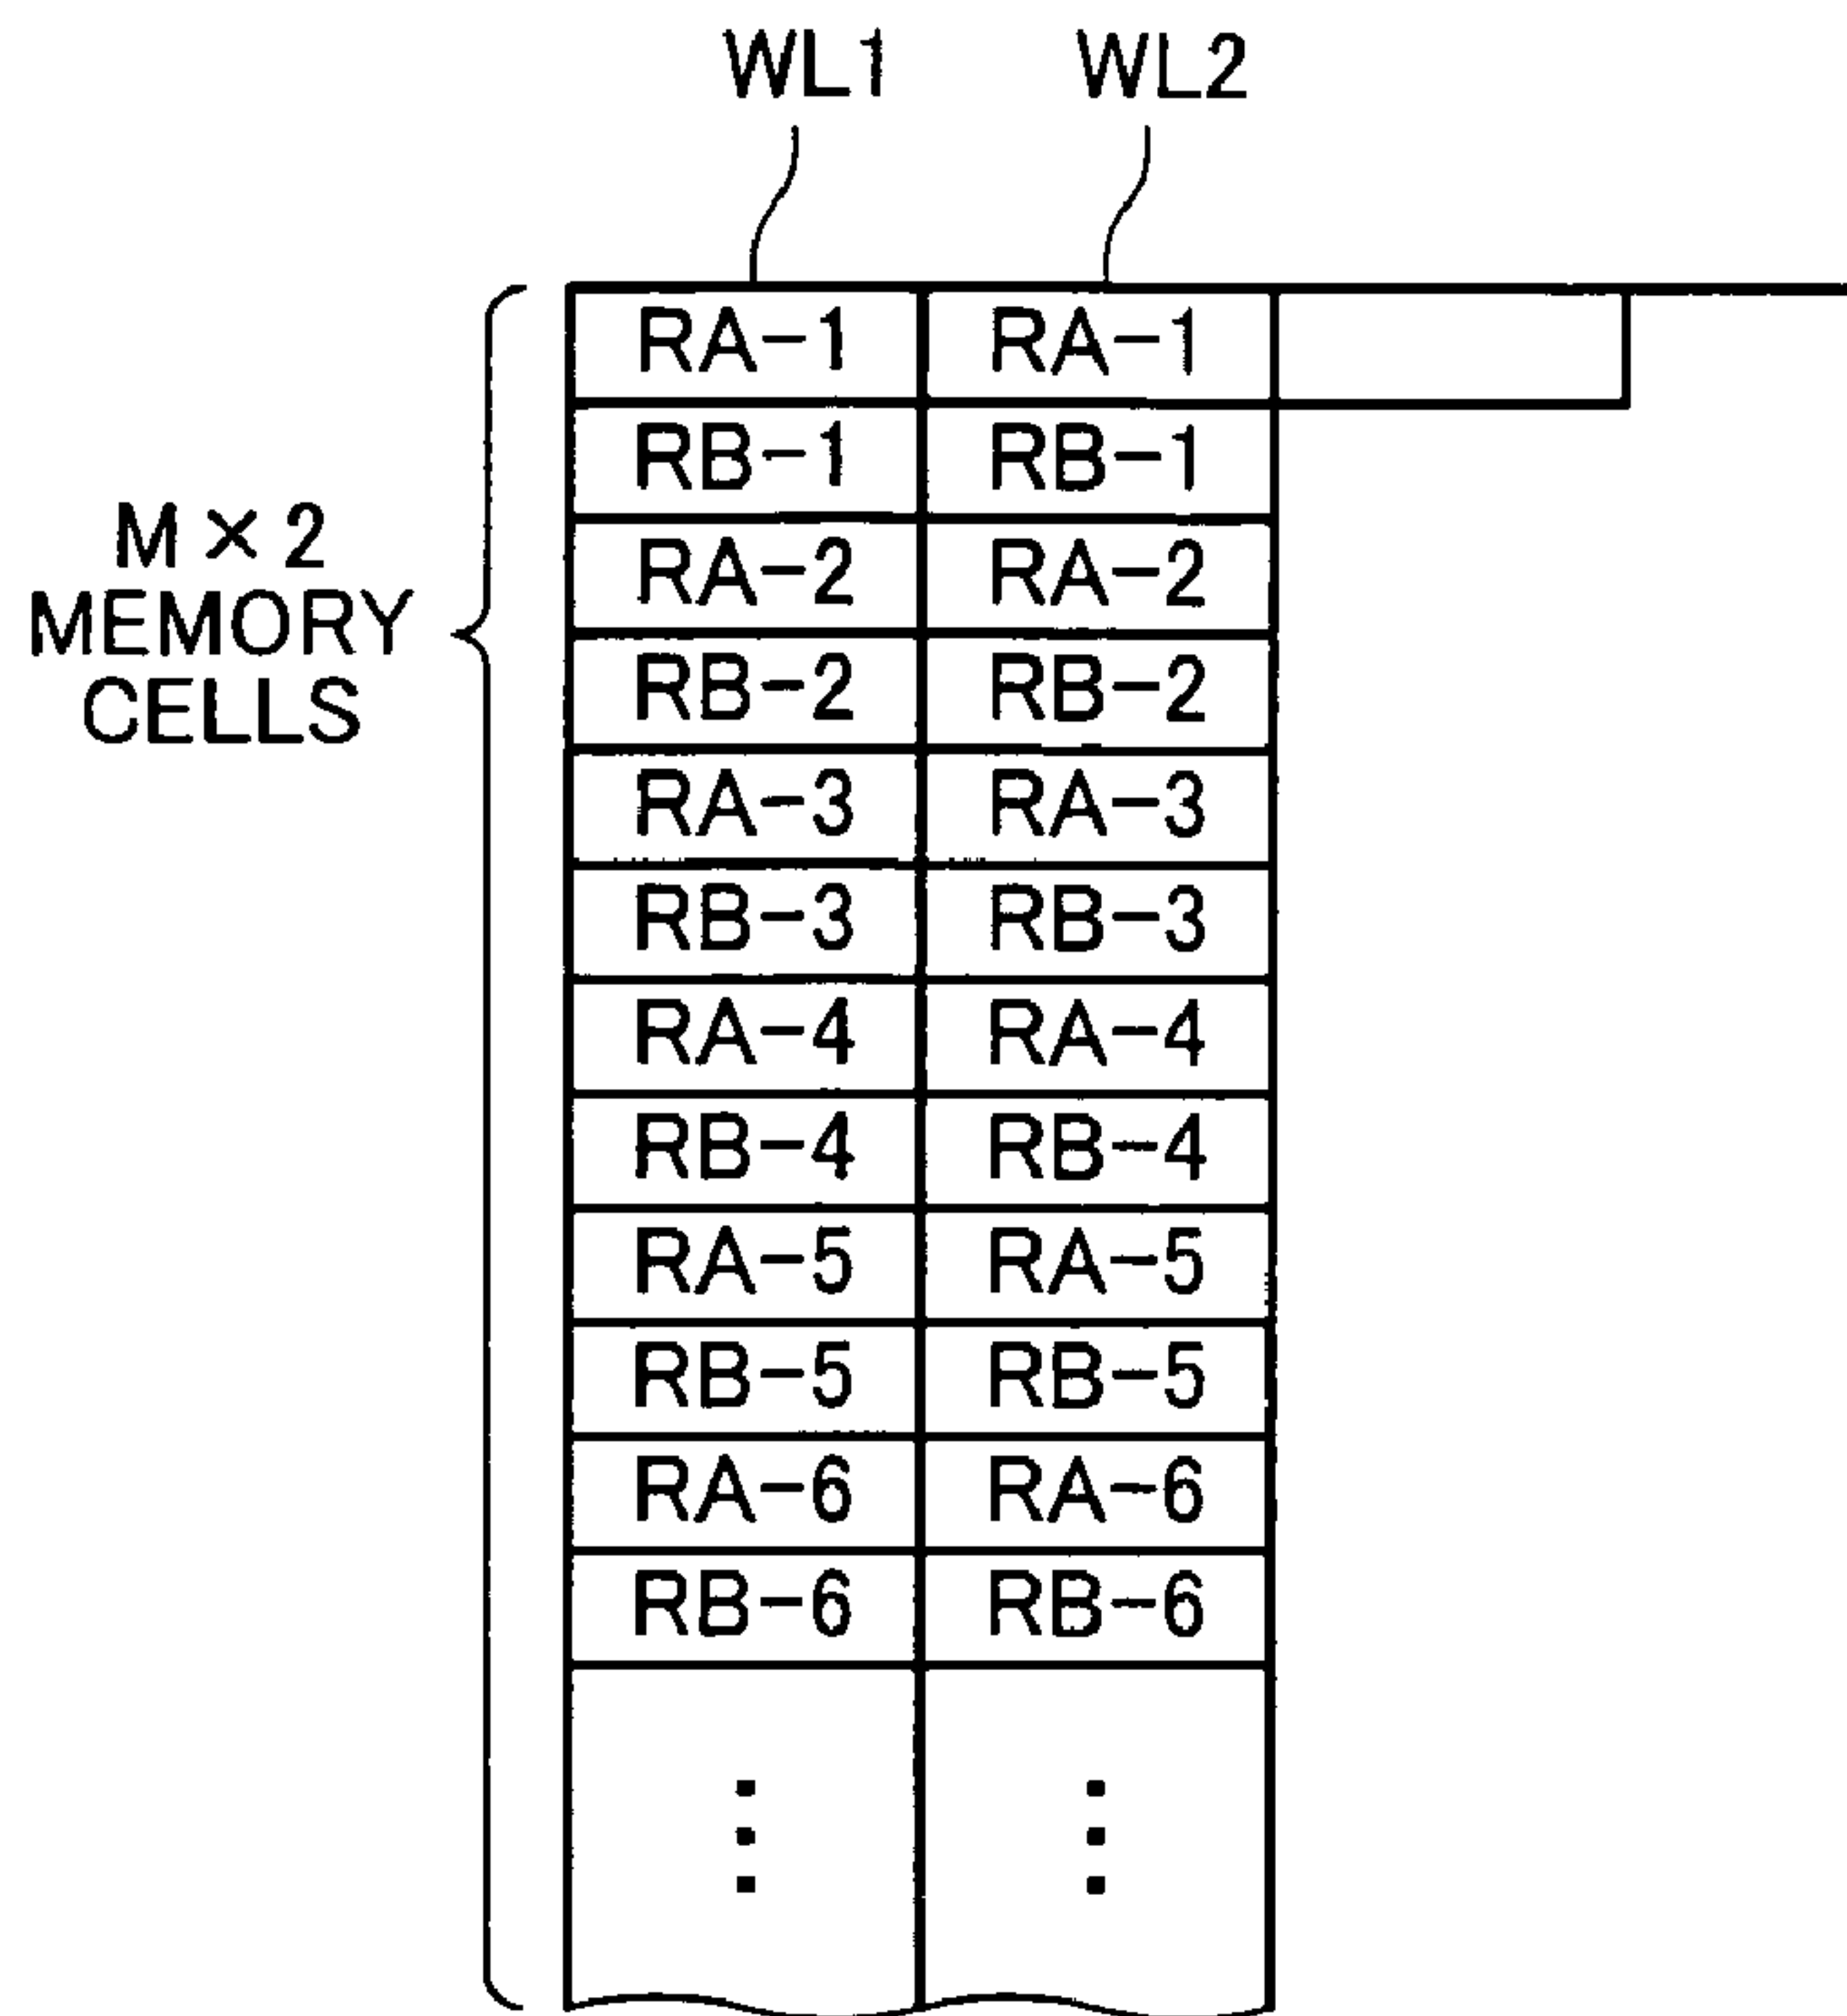 WL1 WL2
RA-1 RA-1
RB-1 RB-1
M×2
MEMORY
CELLS
RA-2 RA-2
RB-2 RB-2
RA-3 RA-3
RB-3 RB-3
RA-4 RA-4
RB-4 RB-4
RA-5 RA-5
RB-5 RB-5
RA-6 RA-6
RB-6 RB-6